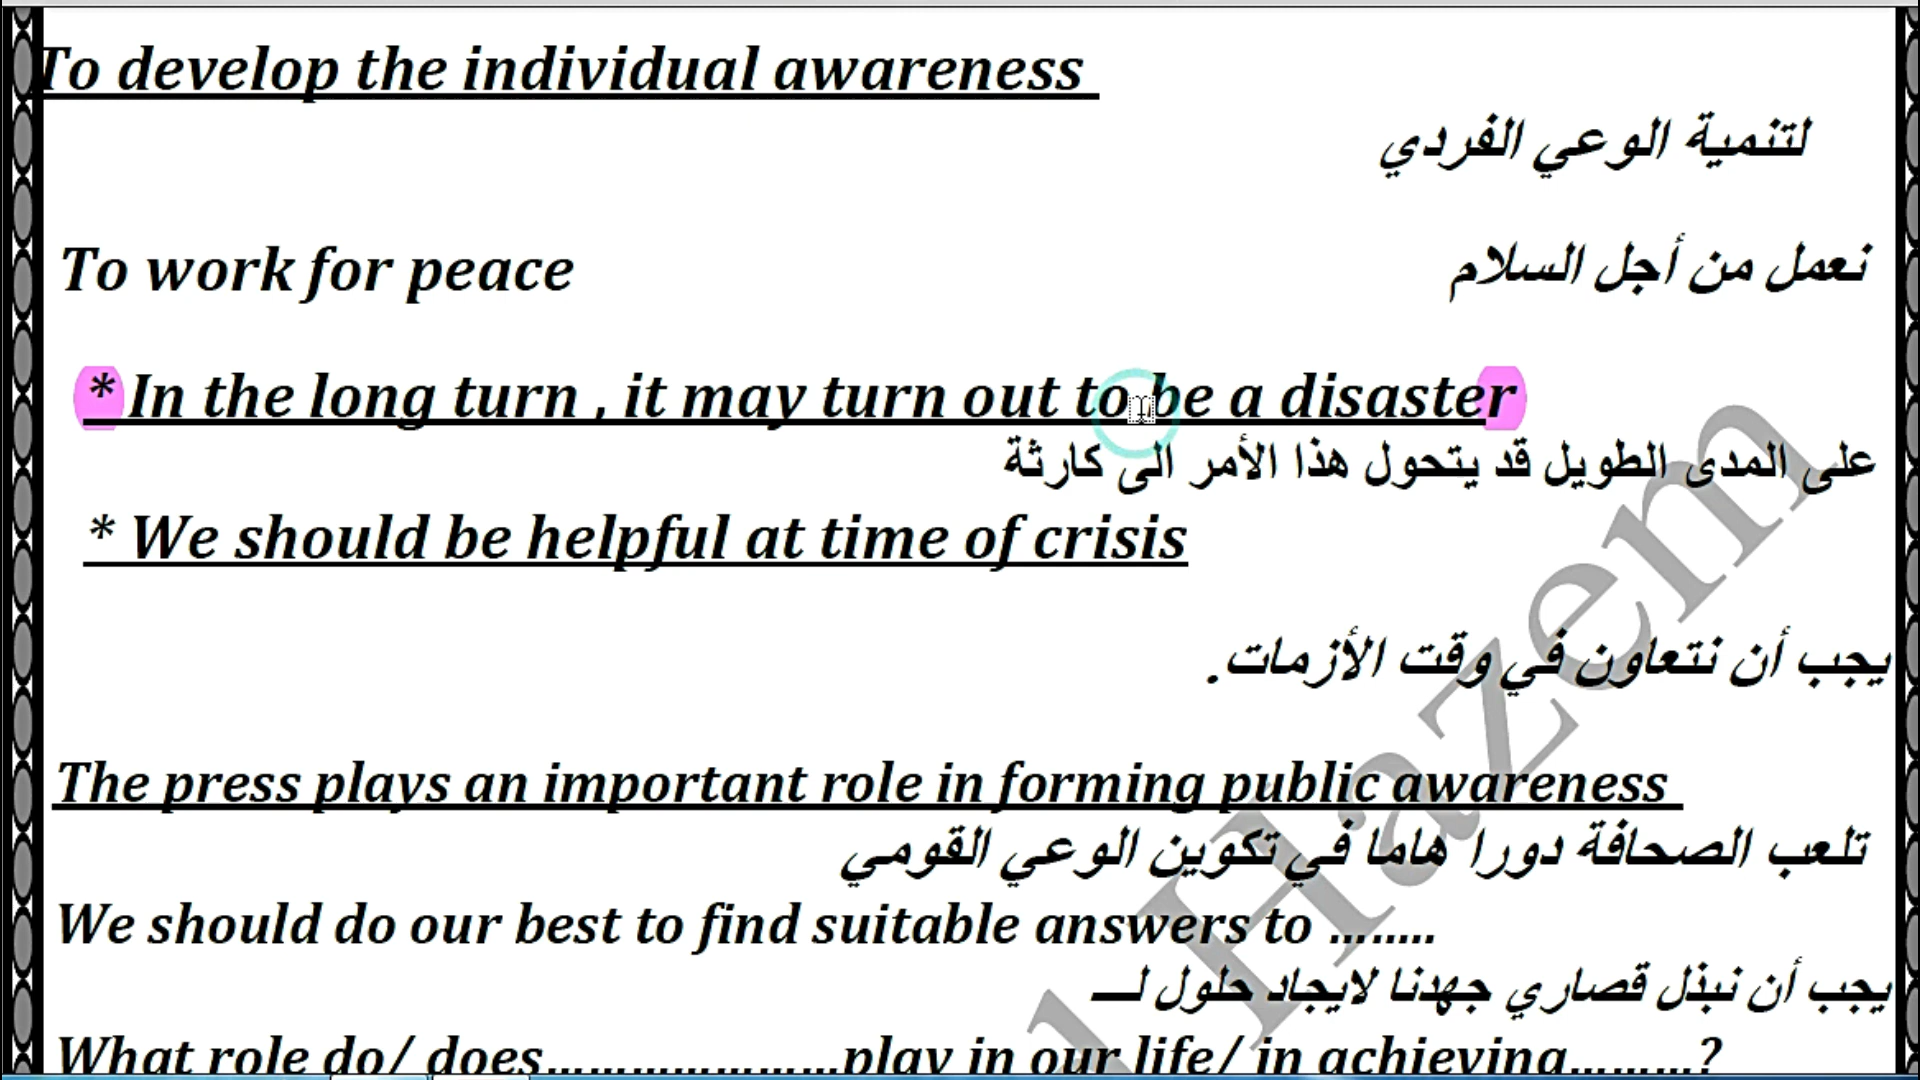 To develop the individual awareness
لتنمية الوعي الفردي
To work for peace
نعمل من أجل السلام
* In the long turn , it may turn out to be a disaster
على المدى الطويل قد يتحول هذا الأمر الى كارثة
* We should be helpful at time of crisis
يجب أن نتعاون في وقت الأزمات.
The press plays an important role in forming public awareness
تلعب الصحافة دورا هاما في تكوين الوعي القومي
We should do our best to find suitable answers to ........
يجب أن نبذل قصاري جهدنا لايجاد حلول لـــ
What role do/ does.....................play in our life/ in achieving.........?
Hazem